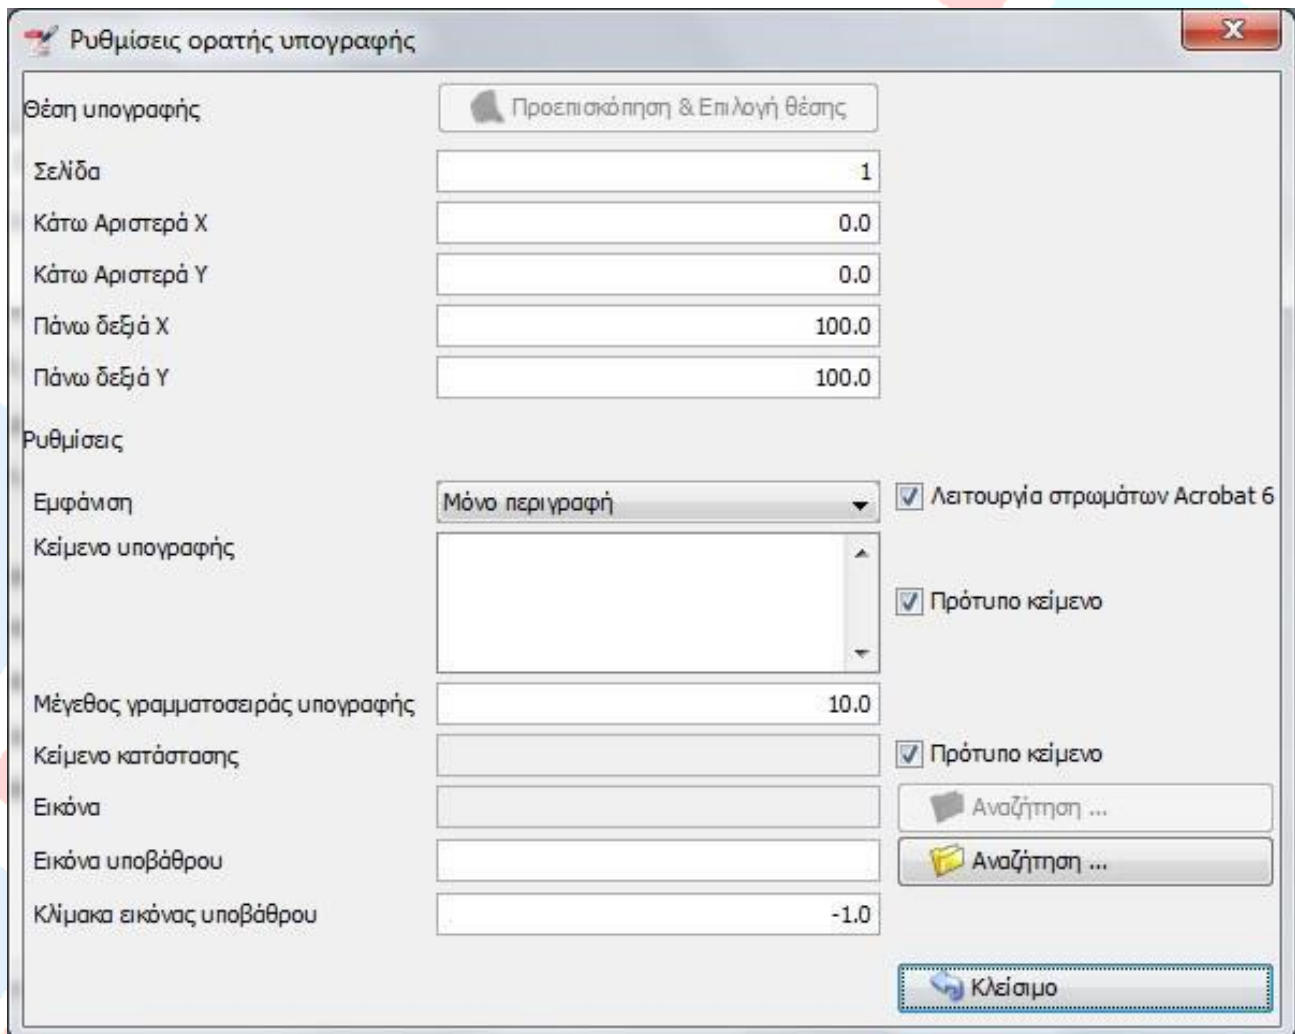 Ρυθμίσεις ορατής υπογραφής
Θέση υπογραφής Προεπισκόπηση & Επιλογή θέσης
Σελίδα 1
Κάτω Αριστερά X 0.0
Κάτω Αριστερά Y 0.0
Πάνω δεξιά X 100.0
Πάνω δεξιά Y 100.0
Ρυθμίσεις
Εμφάνιση Μόνο περιγραφή Λειτουργία στρωμάτων Acrobat 6
Κείμενο υπογραφής
Πρότυπο κείμενο
Μέγεθος γραμματοσειράς υπογραφής 10.0
Κείμενο κατάστασης Πρότυπο κείμενο
Εικόνα Αναζήτηση ...
Εικόνα υποβάθρου Αναζήτηση ...
Κλίμακα εικόνας υποβάθρου -1.0
Κλείσιμο